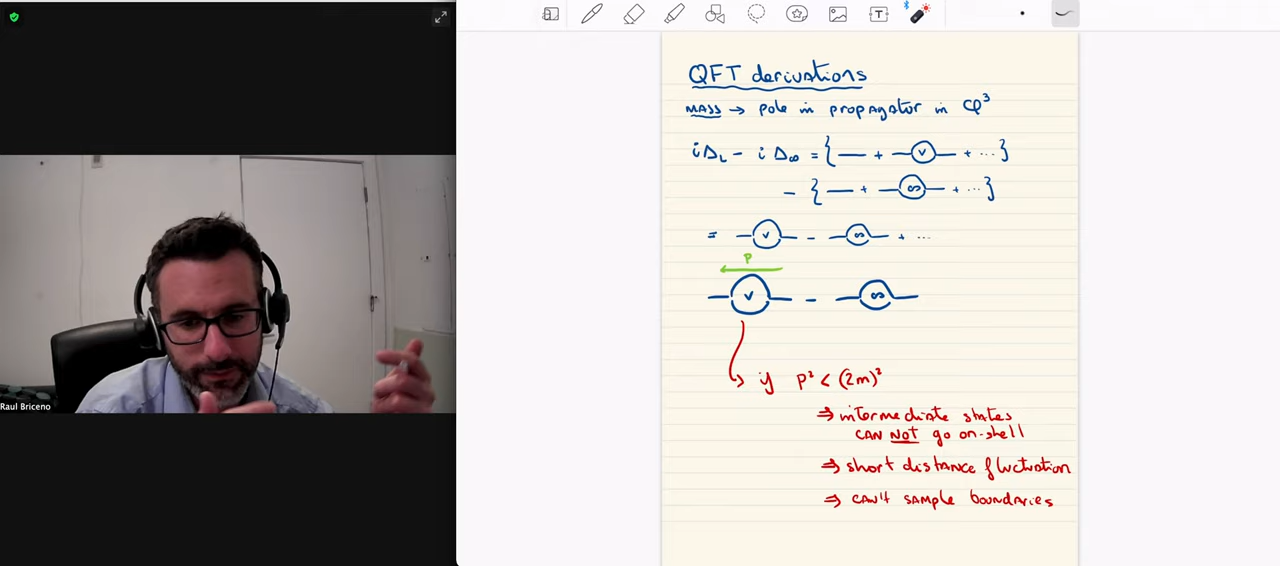 QFT derivations
MASS → pole in propagator in φ³
iΔ_L - iΔ_∞ = { — + —(V)— + ... }
- { — + —(∞)— + ... }
= —(V)— - —(∞)— + ...
P
—(V)— - —(∞)—
if P² < (2m)²
⇒ intermediate states
CAN NOT go on-shell
⇒ short distance fluctuation
⇒ CAN'T SAMPLE boundaries
Raul Briceno